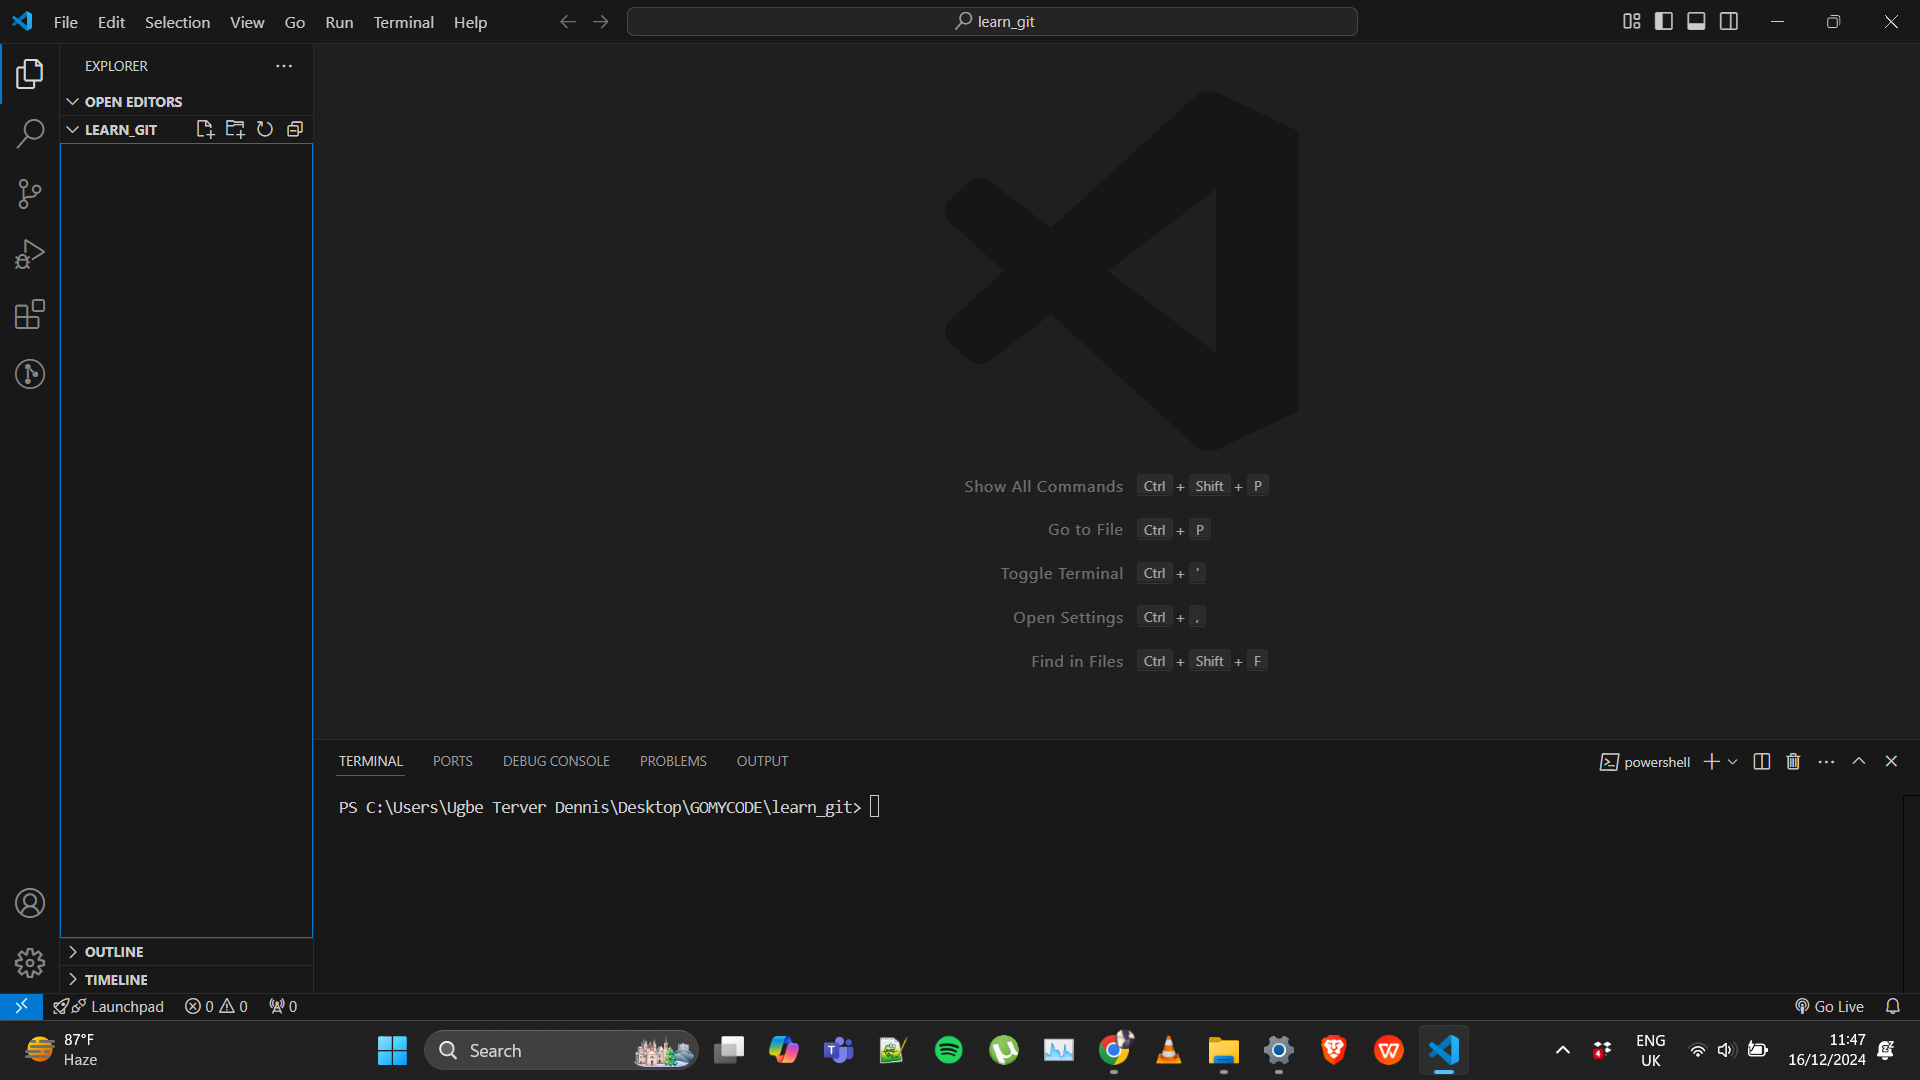 File Edit Selection View Go Run Terminal Help
learn_git
EXPLORER
OPEN EDITORS
LEARN_GIT
Show All Commands Ctrl + Shift + P
Go to File Ctrl + P
Toggle Terminal Ctrl + '
Open Settings Ctrl + ,
Find in Files Ctrl + Shift + F
TERMINAL PORTS DEBUG CONSOLE PROBLEMS OUTPUT
powershell
PS C:\Users\Ugbe Terver Dennis\Desktop\GOMYCODE\learn_git>
OUTLINE
TIMELINE
Launchpad 0 0 0
Go Live
87°F
Haze
Search
4
ENG
UK
11:47
16/12/2024